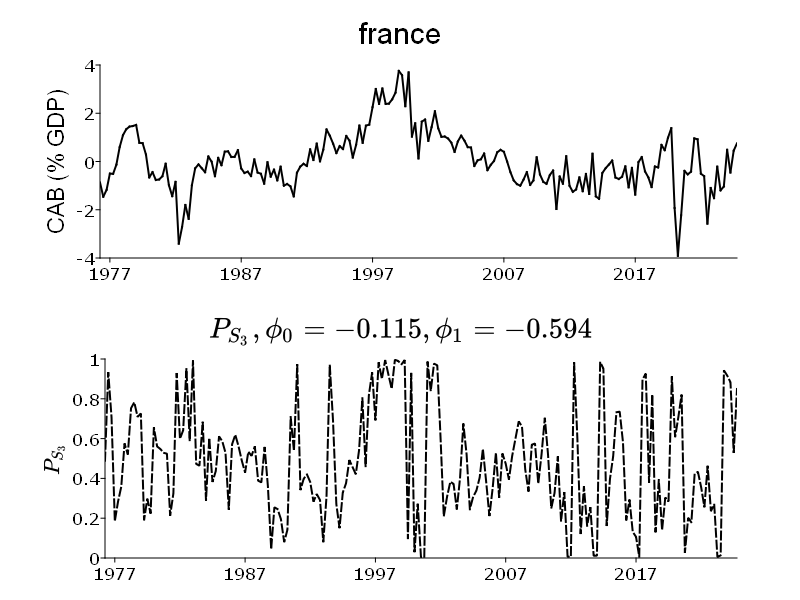 france
CAB (% GDP)
4
2
0
-2
-4
1977 1987 1997 2007 2017
P_{S_3}, ϕ_0 = −0.115, ϕ_1 = −0.594
P_{S_3}
1
0.8
0.6
0.4
0.2
0
1977 1987 1997 2007 2017